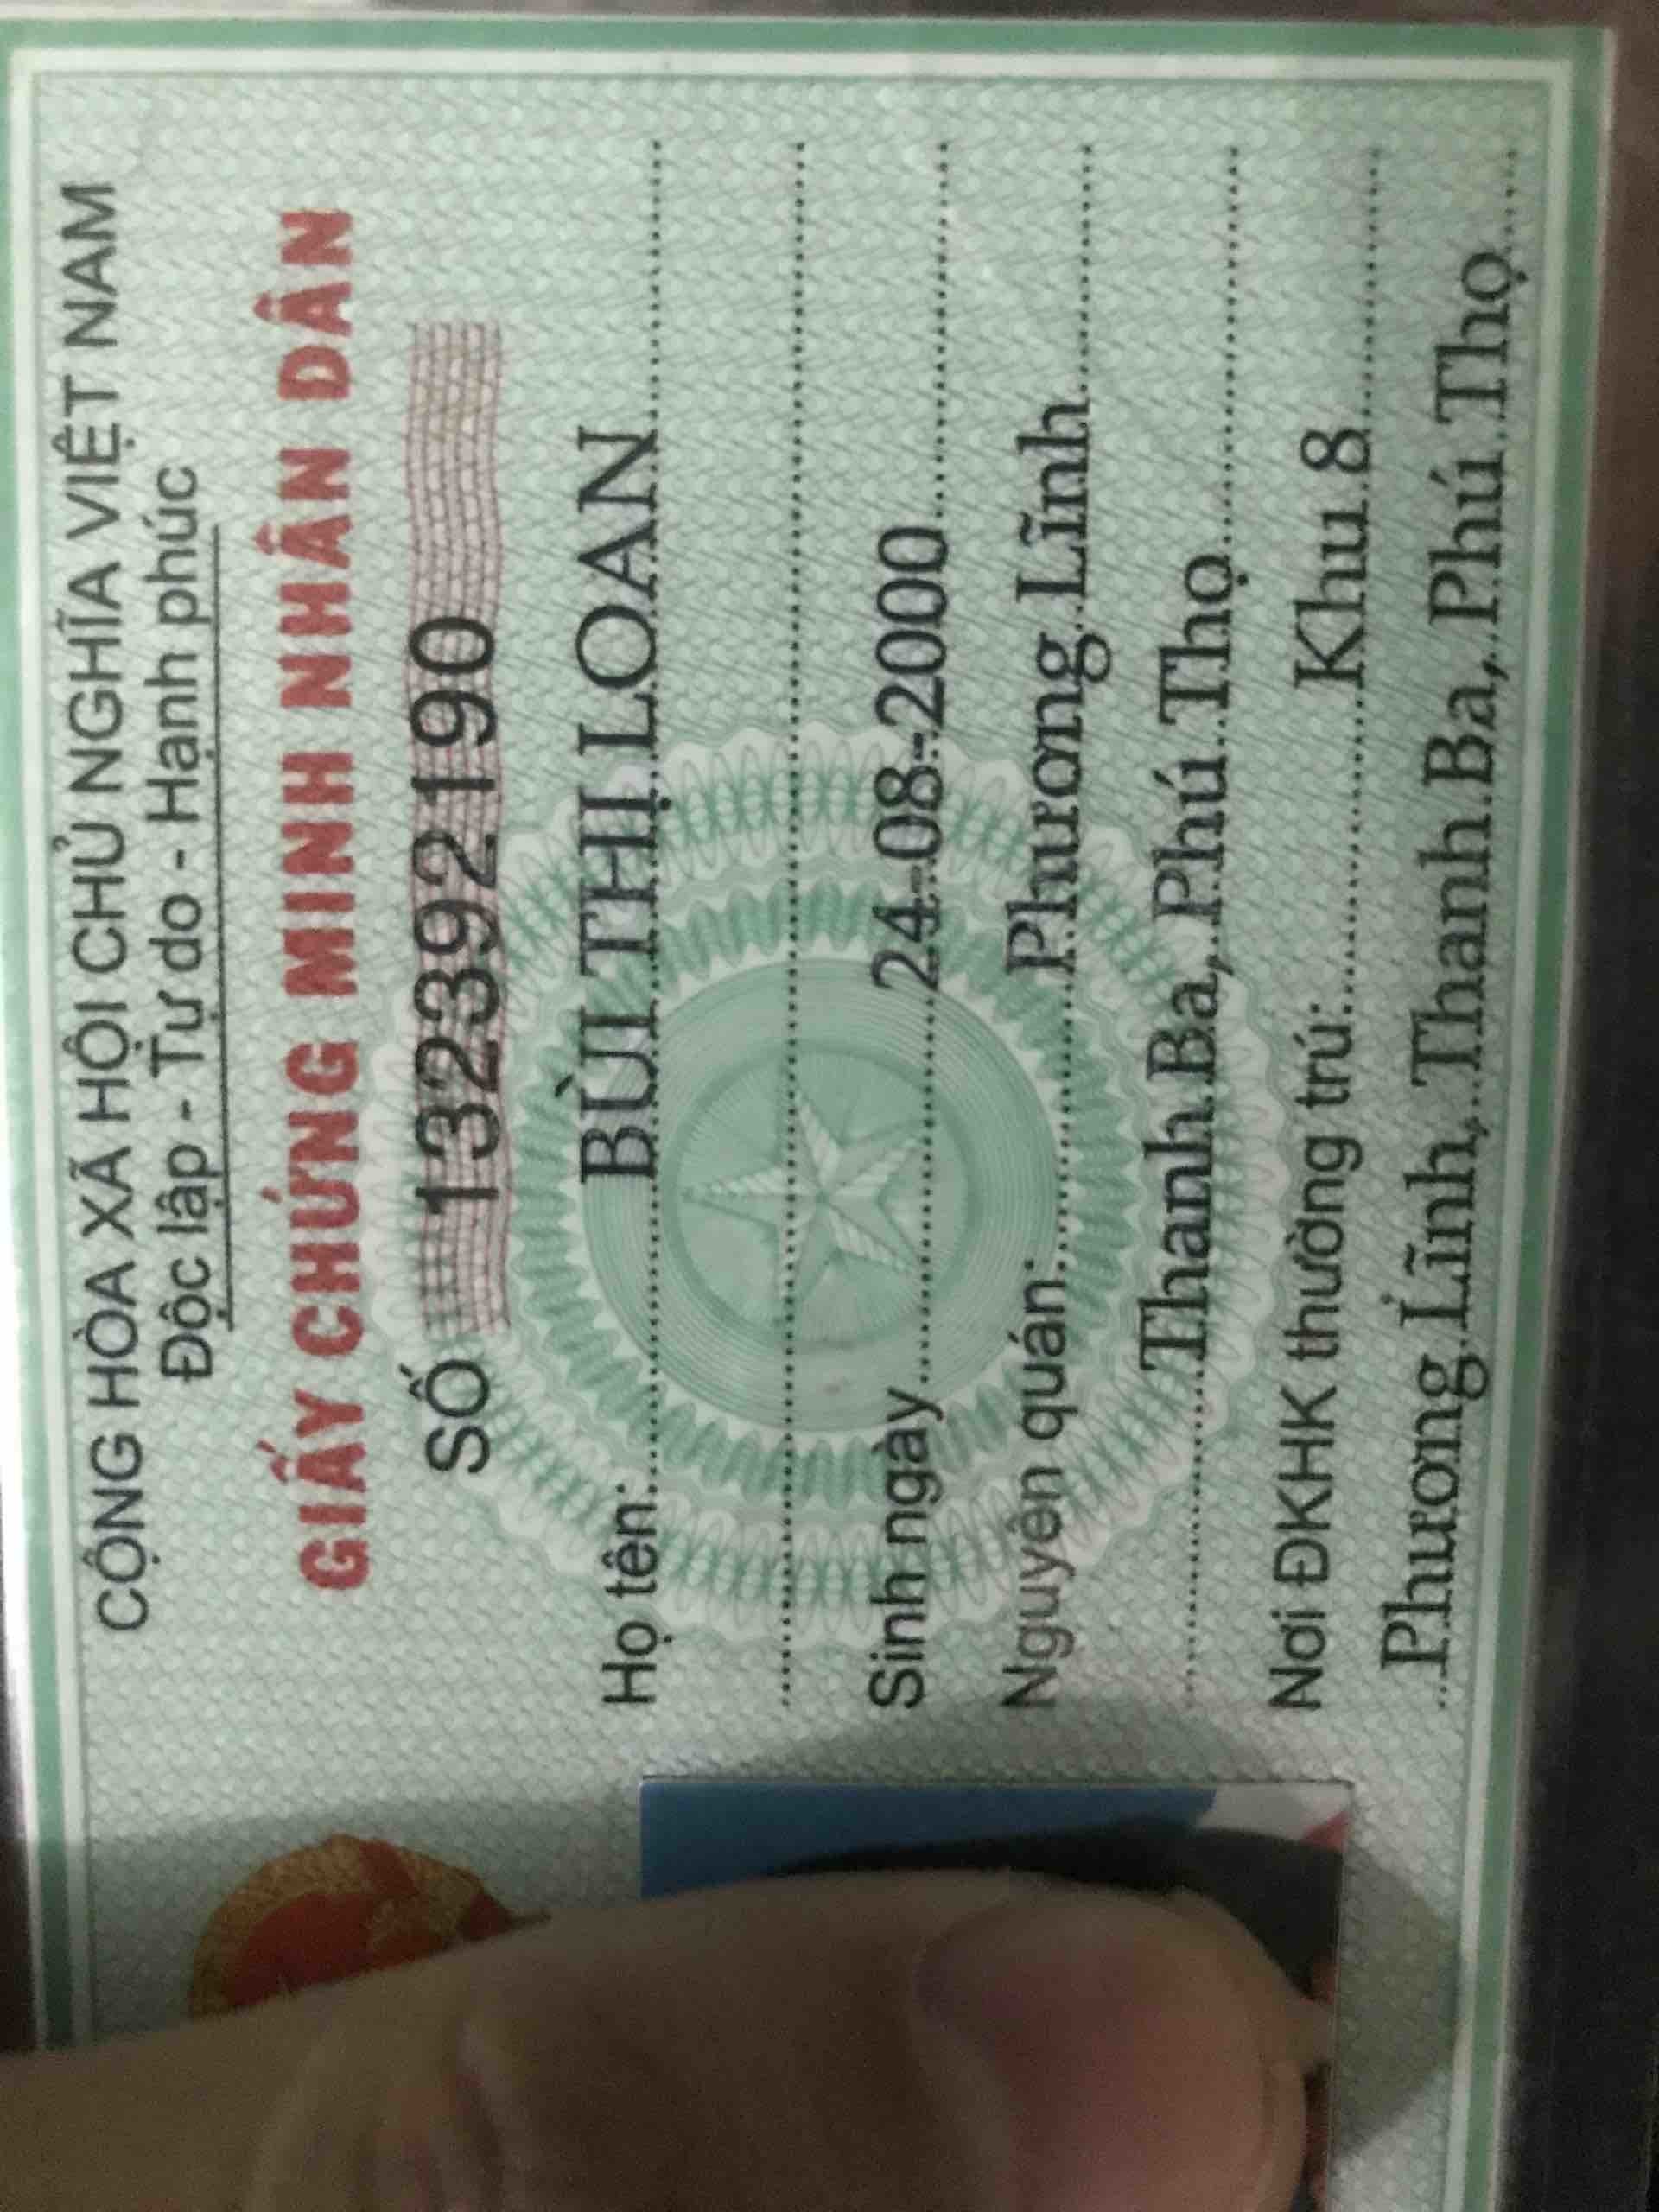 CỘNG HÒA XÃ HỘI CHỦ NGHĨA VIỆT NAM
Độc lập - Tự do - Hạnh phúc
GIẤY CHỨNG MINH NHÂN DÂN
SỐ 132392190
Họ tên: BÙI THỊ LOAN
Sinh ngày 24-08-2000
Nguyên quán: Phương Lĩnh
Thanh Ba, Phú Thọ
Nơi ĐKHK thường trú: Khu 8
Phương Lĩnh, Thanh Ba, Phú Thọ